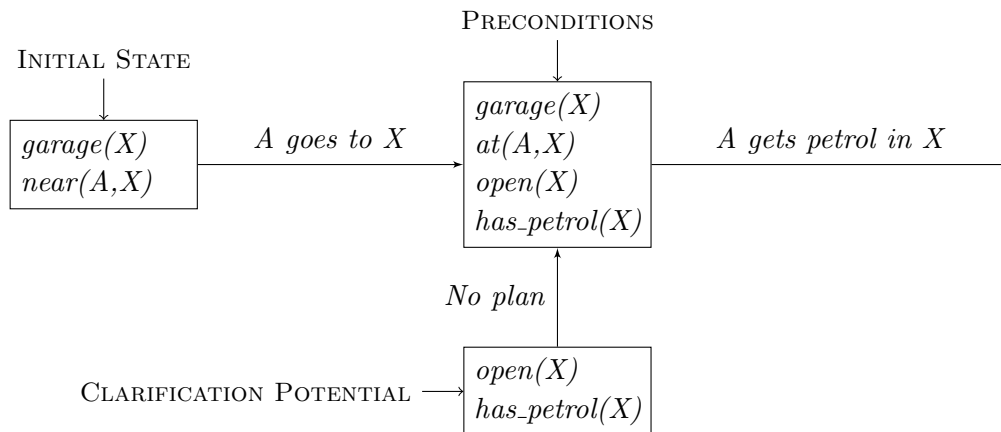 PRECONDITIONS
INITIAL STATE
garage(X)
near(A,X)
A goes to X
garage(X)
at(A,X)
open(X)
has_petrol(X)
A gets petrol in X
No plan
CLARIFICATION POTENTIAL
open(X)
has_petrol(X)